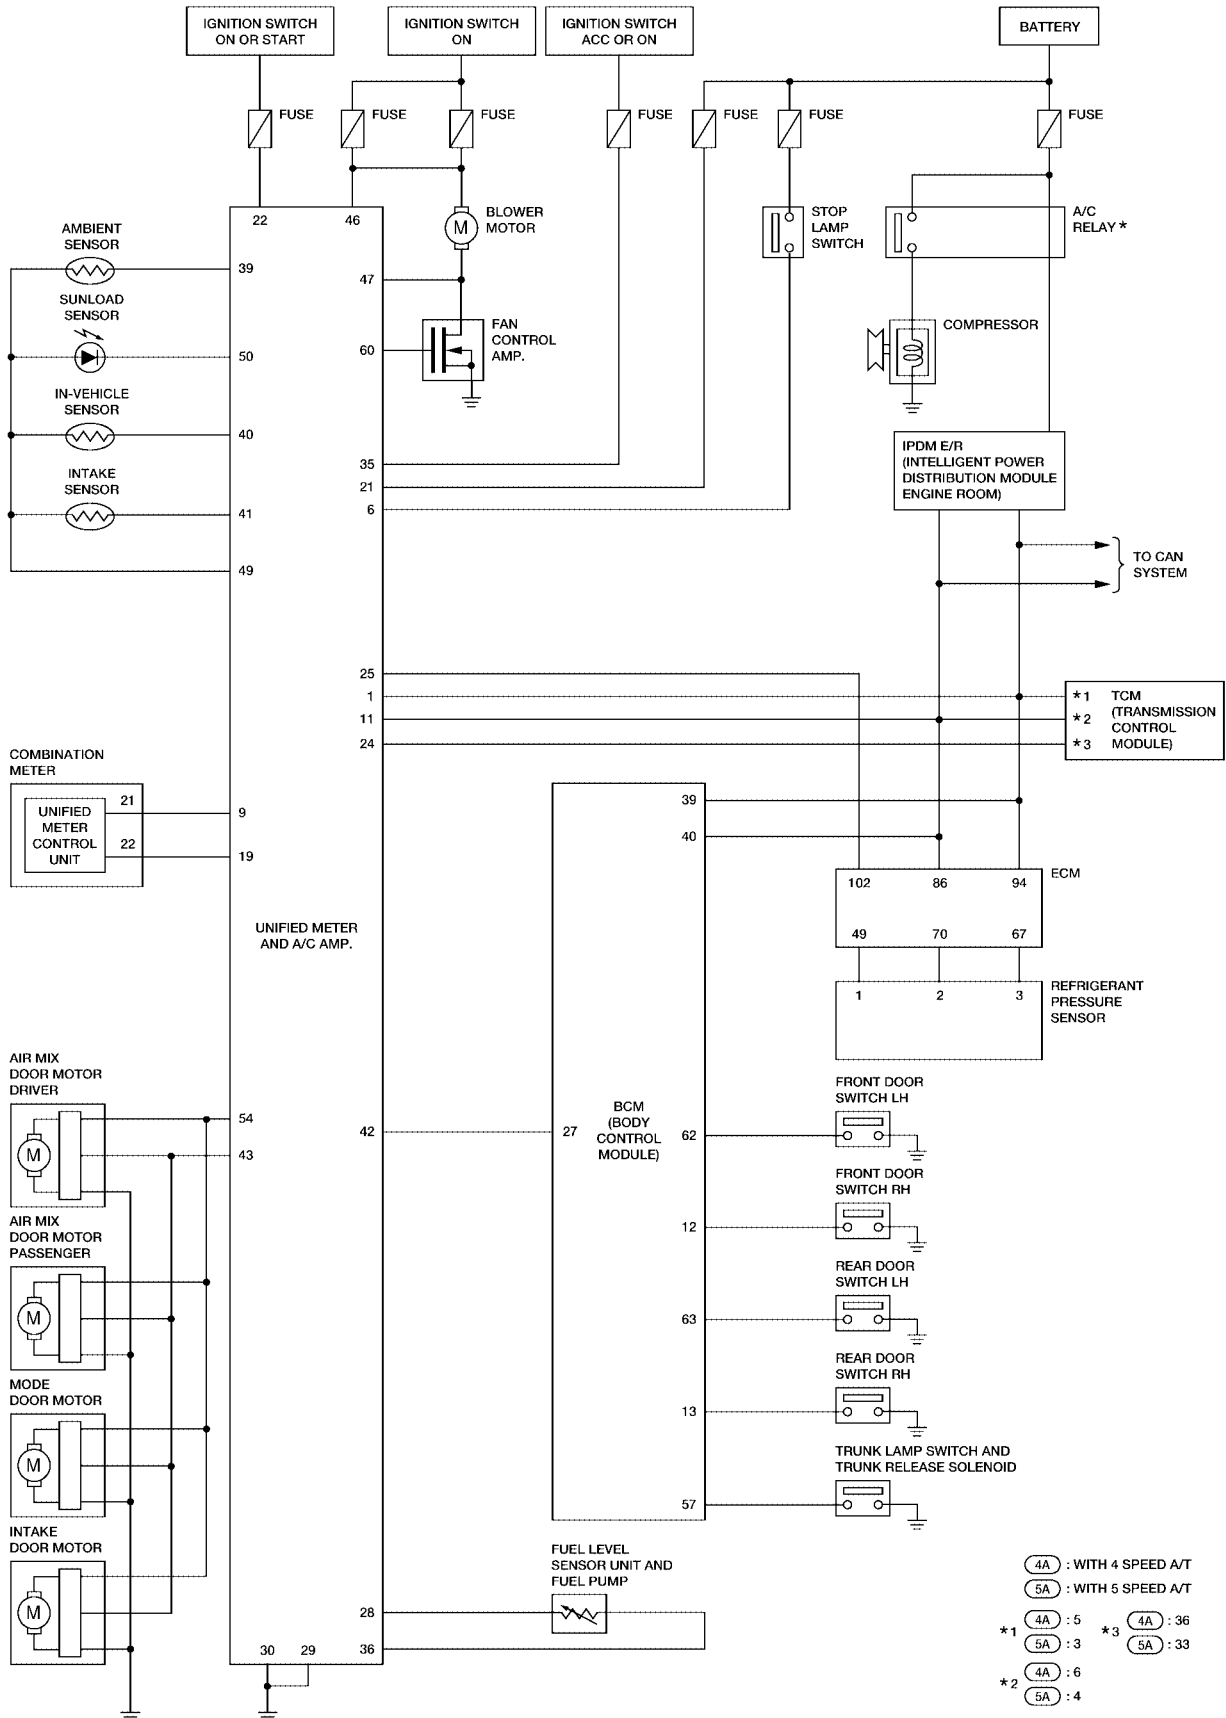 IGNITION SWITCH
ON OR START
IGNITION SWITCH
ON
IGNITION SWITCH
ACC OR ON
BATTERY
FUSE
FUSE
FUSE
FUSE
FUSE
FUSE
FUSE
22
46
BLOWER
MOTOR
M
STOP
LAMP
SWITCH
A/C
RELAY *
AMBIENT
SENSOR
39
47
SUNLOAD
SENSOR
50
60
FAN
CONTROL
AMP.
COMPRESSOR
IN-VEHICLE
SENSOR
40
35
21
6
INTAKE
SENSOR
41
49
IPDM E/R
(INTELLIGENT POWER
DISTRIBUTION MODULE
ENGINE ROOM)
TO CAN
SYSTEM
25
1
11
24
*1
*2
*3
TCM
(TRANSMISSION
CONTROL
MODULE)
COMBINATION
METER
UNIFIED
METER
CONTROL
UNIT
21
22
9
19
39
40
102
86
94
ECM
49
70
67
UNIFIED METER
AND A/C AMP.
1
2
3
REFRIGERANT
PRESSURE
SENSOR
AIR MIX
DOOR MOTOR
DRIVER
M
54
43
42
27
BCM
(BODY
CONTROL
MODULE)
62
FRONT DOOR
SWITCH LH
12
FRONT DOOR
SWITCH RH
AIR MIX
DOOR MOTOR
PASSENGER
M
63
REAR DOOR
SWITCH LH
13
REAR DOOR
SWITCH RH
MODE
DOOR MOTOR
M
57
TRUNK LAMP SWITCH AND
TRUNK RELEASE SOLENOID
INTAKE
DOOR MOTOR
M
FUEL LEVEL
SENSOR UNIT AND
FUEL PUMP
28
36
30
29
4A : WITH 4 SPEED A/T
5A : WITH 5 SPEED A/T
*1
4A : 5
5A : 3
*3
4A : 36
5A : 33
*2
4A : 6
5A : 4